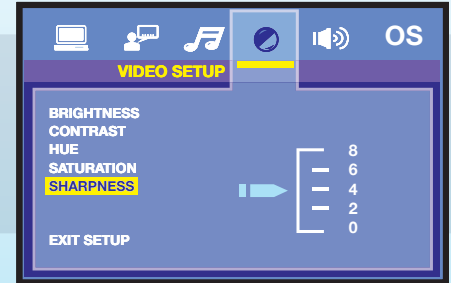 OS
VIDEO SETUP
BRIGHTNESS
CONTRAST
HUE
SATURATION
SHARPNESS
EXIT SETUP
8
6
4
2
0